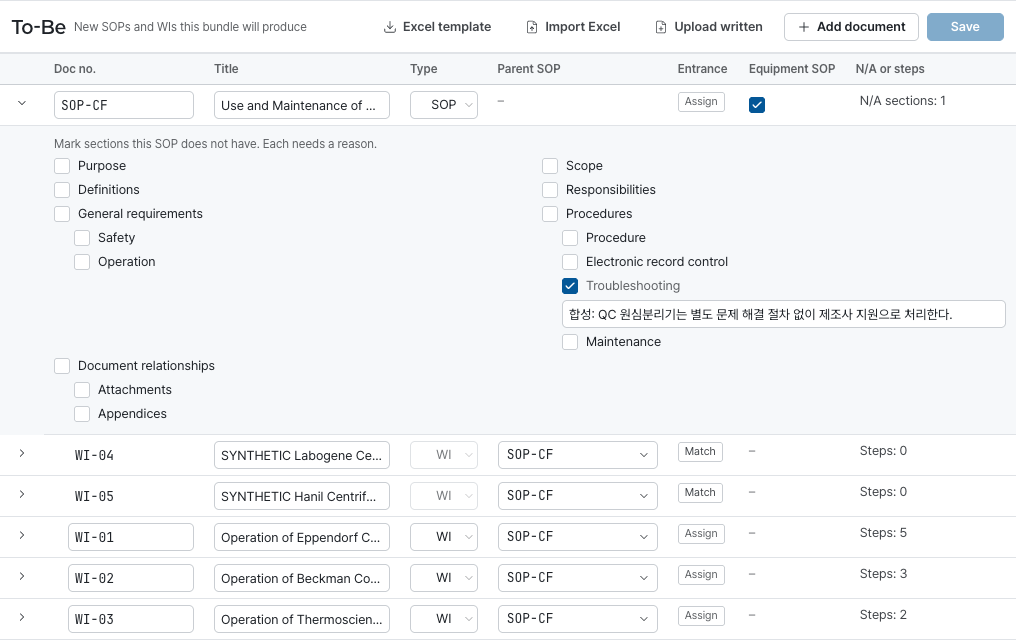 To-Be New SOPs and WIs this bundle will produce Excel template Import Excel Upload written + Add document Save
Doc no. Title Type Parent SOP Entrance Equipment SOP N/A or steps
SOP-CF Use and Maintenance of ... SOP – Assign N/A sections: 1
Mark sections this SOP does not have. Each needs a reason.
Purpose
Definitions
General requirements
Safety
Operation
Scope
Responsibilities
Procedures
Procedure
Electronic record control
Troubleshooting
합성: QC 원심분리기는 별도 문제 해결 절차 없이 제조사 지원으로 처리한다.
Maintenance
Document relationships
Attachments
Appendices
WI-04 SYNTHETIC Labogene Ce... WI SOP-CF Match – Steps: 0
WI-05 SYNTHETIC Hanil Centrif... WI SOP-CF Match – Steps: 0
WI-01 Operation of Eppendorf C... WI SOP-CF Assign – Steps: 5
WI-02 Operation of Beckman Co... WI SOP-CF Assign – Steps: 3
WI-03 Operation of Thermoscien... WI SOP-CF Assign – Steps: 2